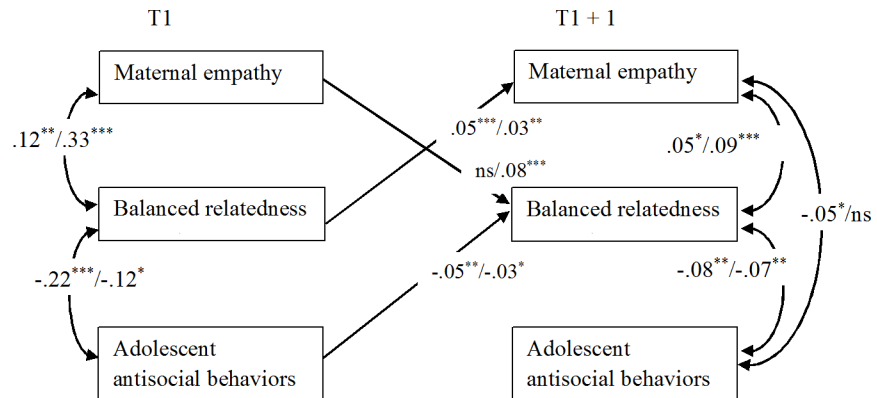 T1
T1 + 1
Maternal empathy
Maternal empathy
.12**/.33***
.05***/.03**
.05*/.09***
ns/.08***
Balanced relatedness
Balanced relatedness
-.05*/ns
-.22***/-.12*
-.05**/-.03*
-.08**/-.07**
Adolescent
antisocial behaviors
Adolescent
antisocial behaviors